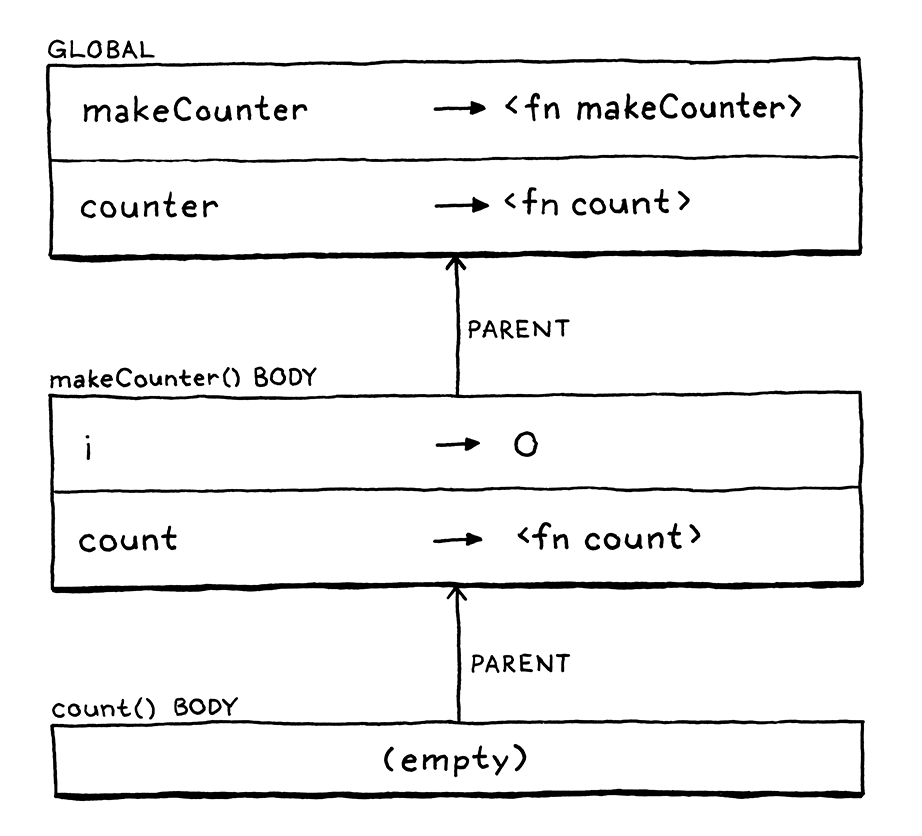 GLOBAL
makeCounter → <fn makeCounter>
counter → <fn count>
PARENT
makeCounter() BODY
i → 0
count → <fn count>
PARENT
count() BODY
(empty)